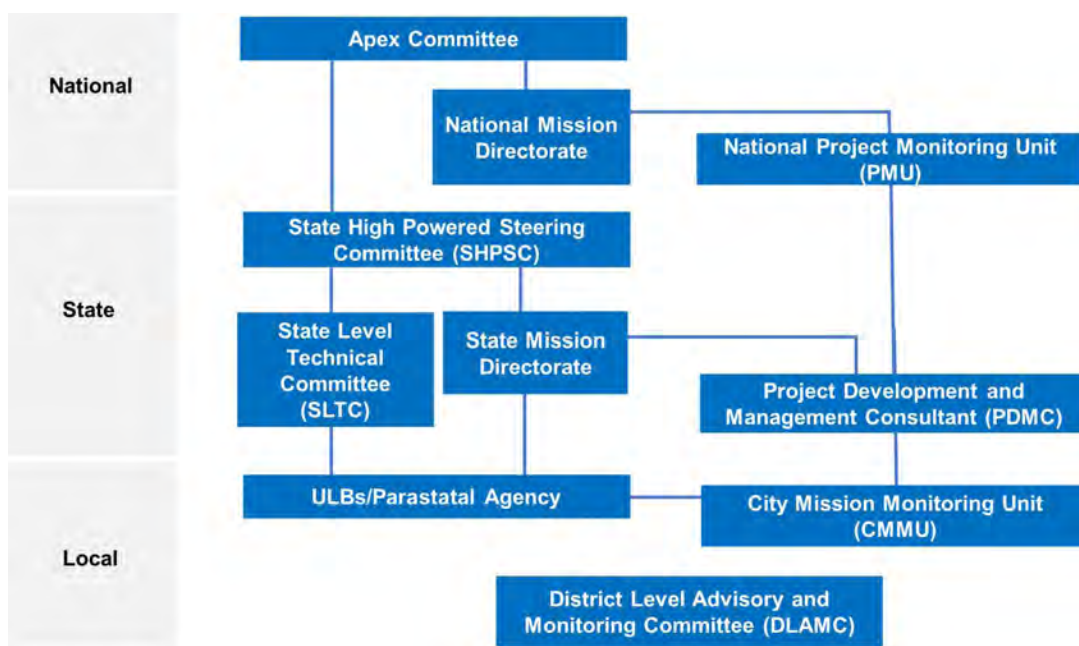 National
Apex Committee
National Mission
Directorate
National Project Monitoring Unit
(PMU)
State
State High Powered Steering
Committee (SHPSC)
State Level
Technical
Committee
(SLTC)
State Mission
Directorate
Project Development and
Management Consultant (PDMC)
Local
ULBs/Parastatal Agency
City Mission Monitoring Unit
(CMMU)
District Level Advisory and
Monitoring Committee (DLAMC)